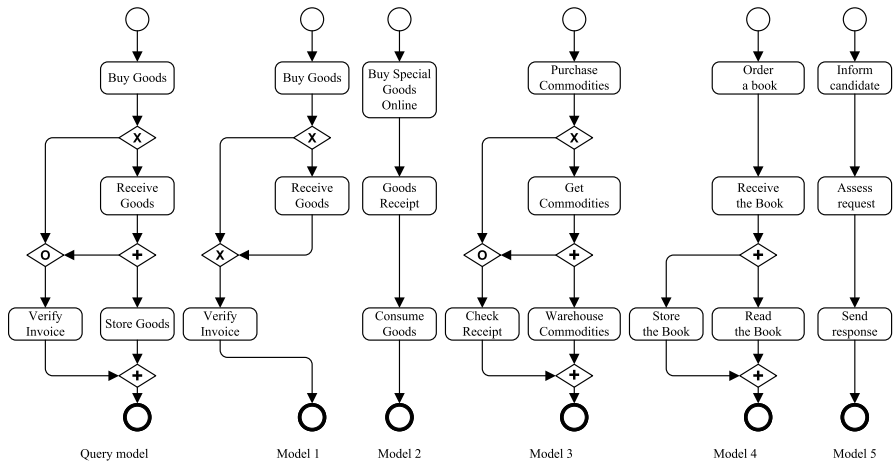 Buy Goods
X
Receive
Goods
O
+
Verify
Invoice
Store Goods
+
Query model
Buy Goods
X
Receive
Goods
X
Verify
Invoice
Model 1
Buy Special
Goods
Online
Goods
Receipt
Consume
Goods
Model 2
Purchase
Commodities
X
Get
Commodities
O
+
Check
Receipt
Warehouse
Commodities
+
Model 3
Order
a book
Receive
the Book
+
Store
the Book
Read
the Book
+
Model 4
Inform
candidate
Assess
request
Send
response
Model 5